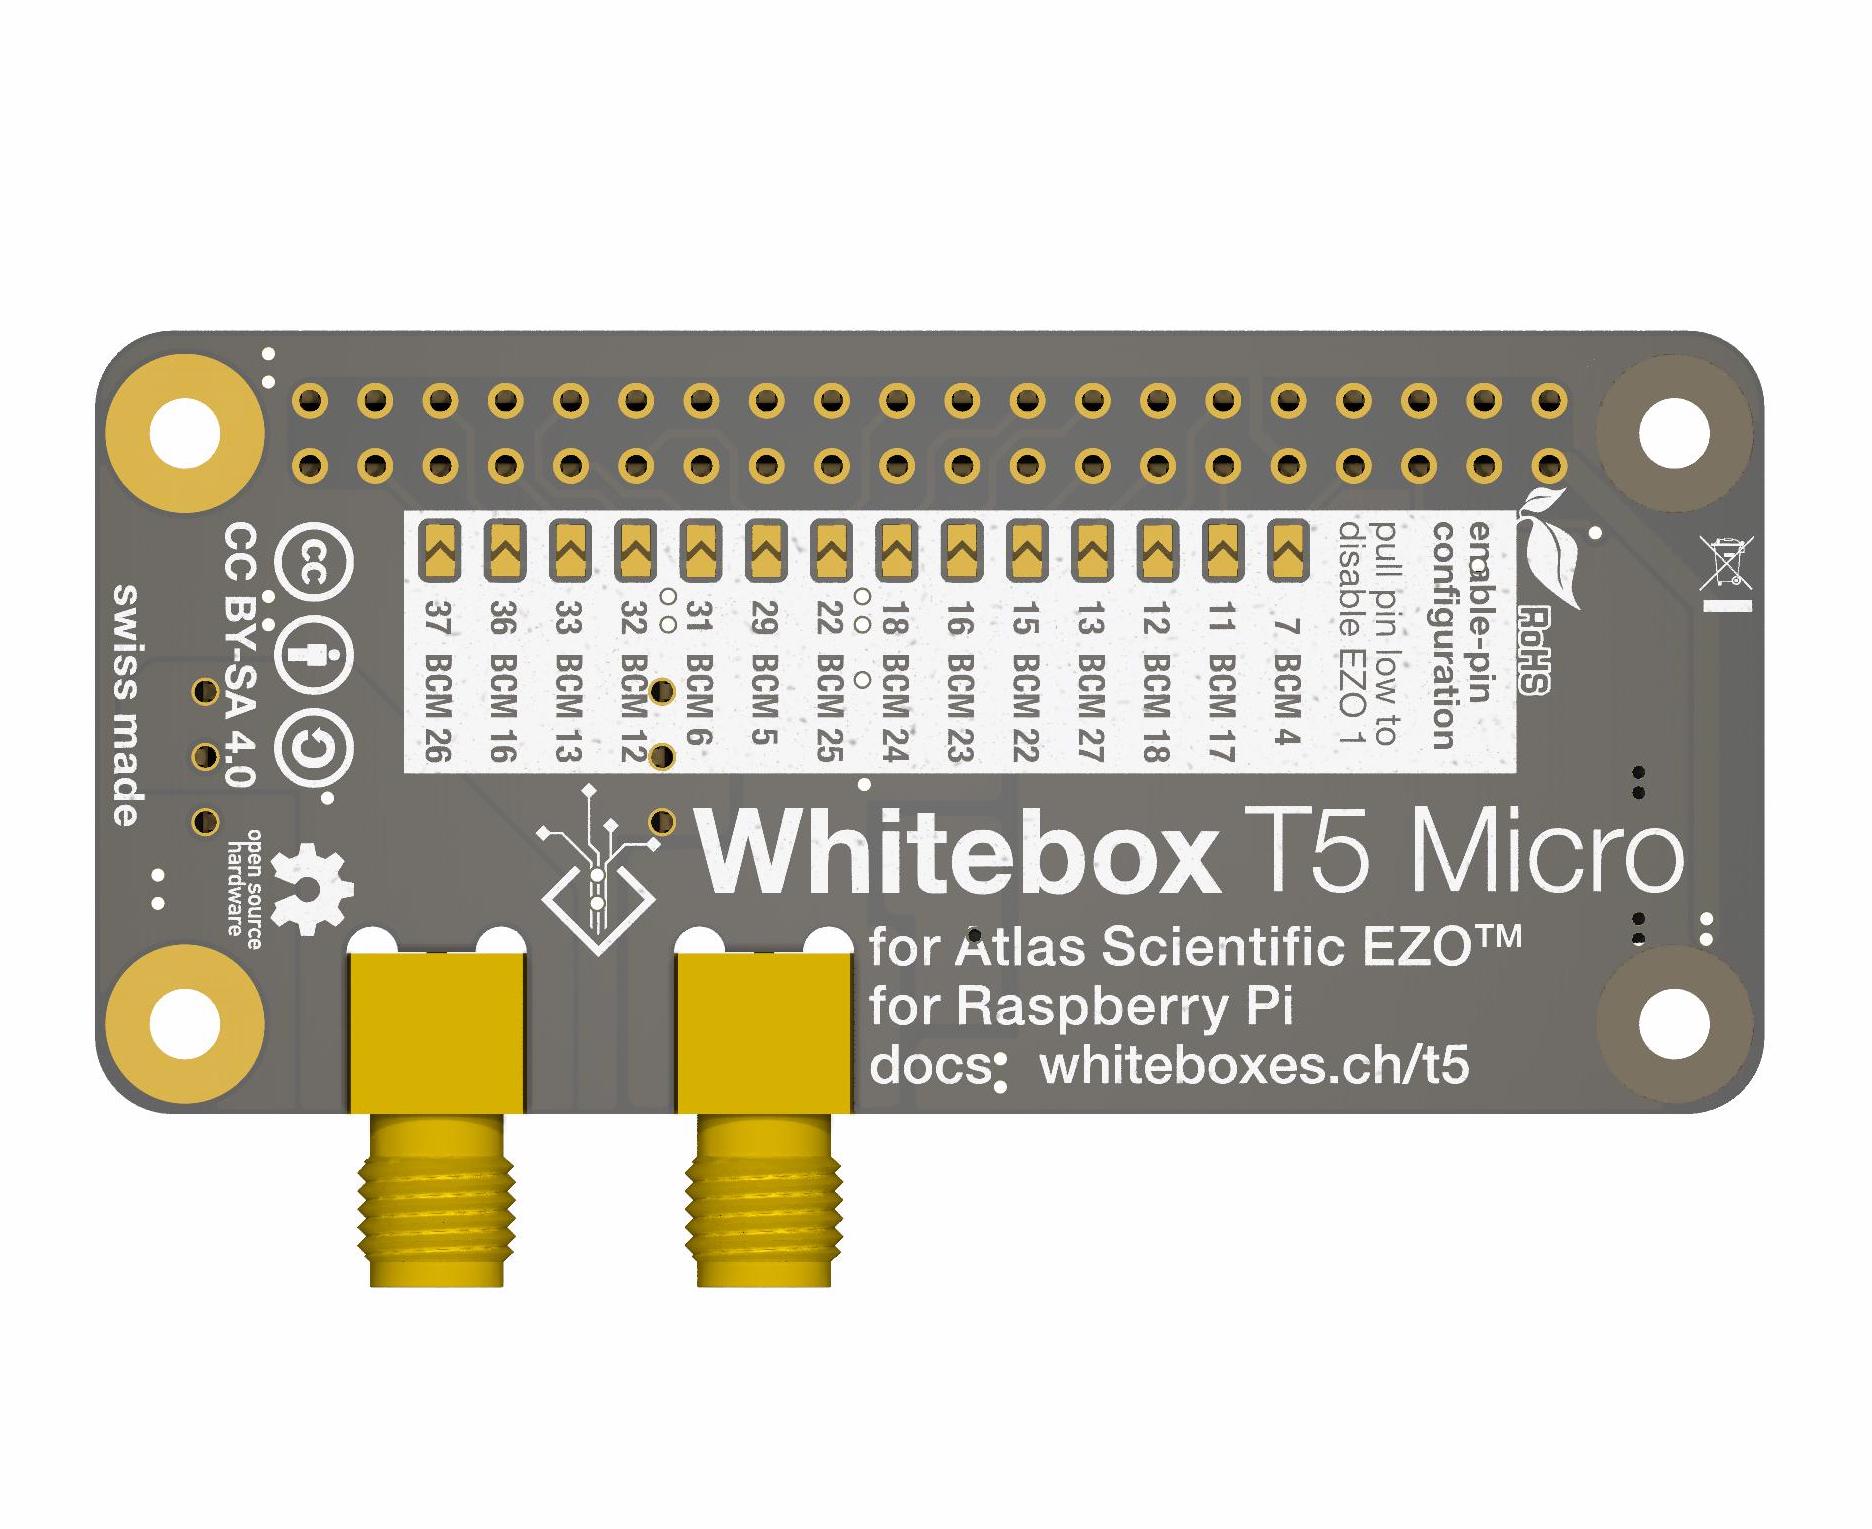 enable-pin
configuration
pull pin low to
disable EZO 1
7 BCM 4
11 BCM 17
12 BCM 18
13 BCM 27
15 BCM 22
16 BCM 23
18 BCM 24
22 BCM 25
29 BCM 5
31 BCM 6
32 BCM 12
33 BCM 13
36 BCM 16
37 BCM 26
RoHS
cc
CC BY-SA 4.0
swiss made
open source
hardware
Whitebox T5 Micro
for Atlas Scientific EZO™
for Raspberry Pi
docs: whiteboxes.ch/t5